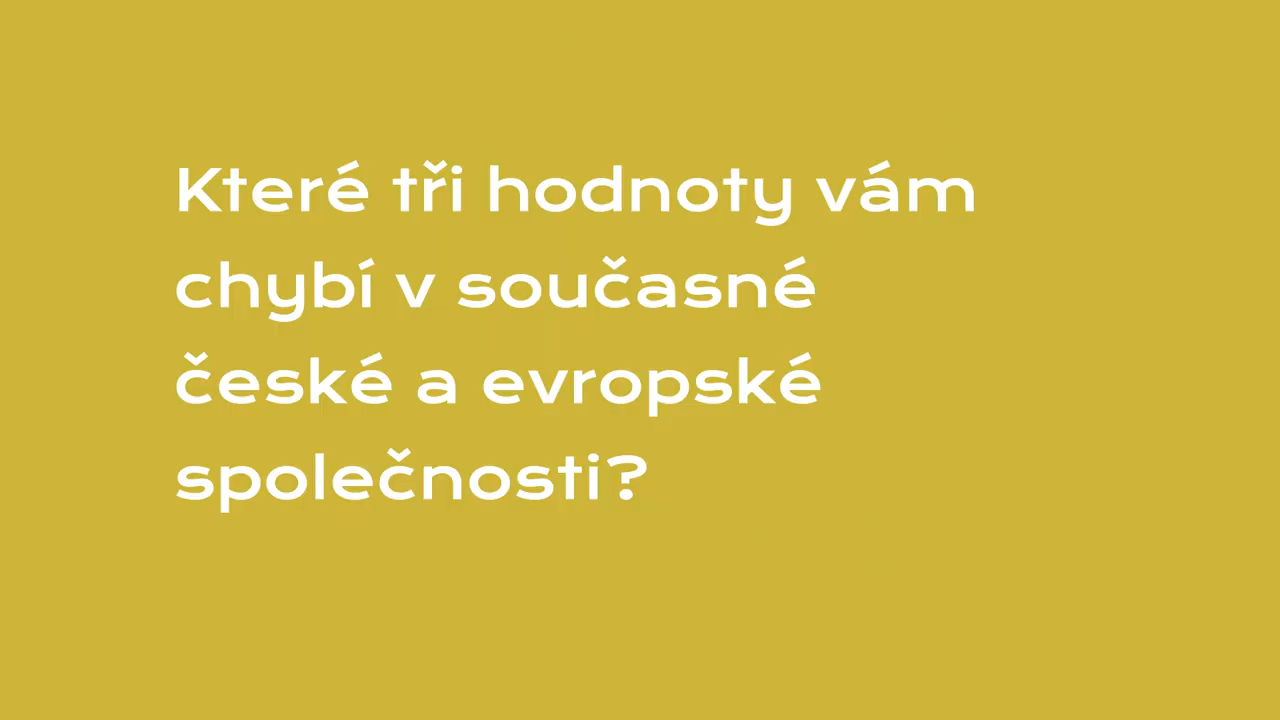 Které tři hodnoty vám
chybí v současné
české a evropské
společnosti?